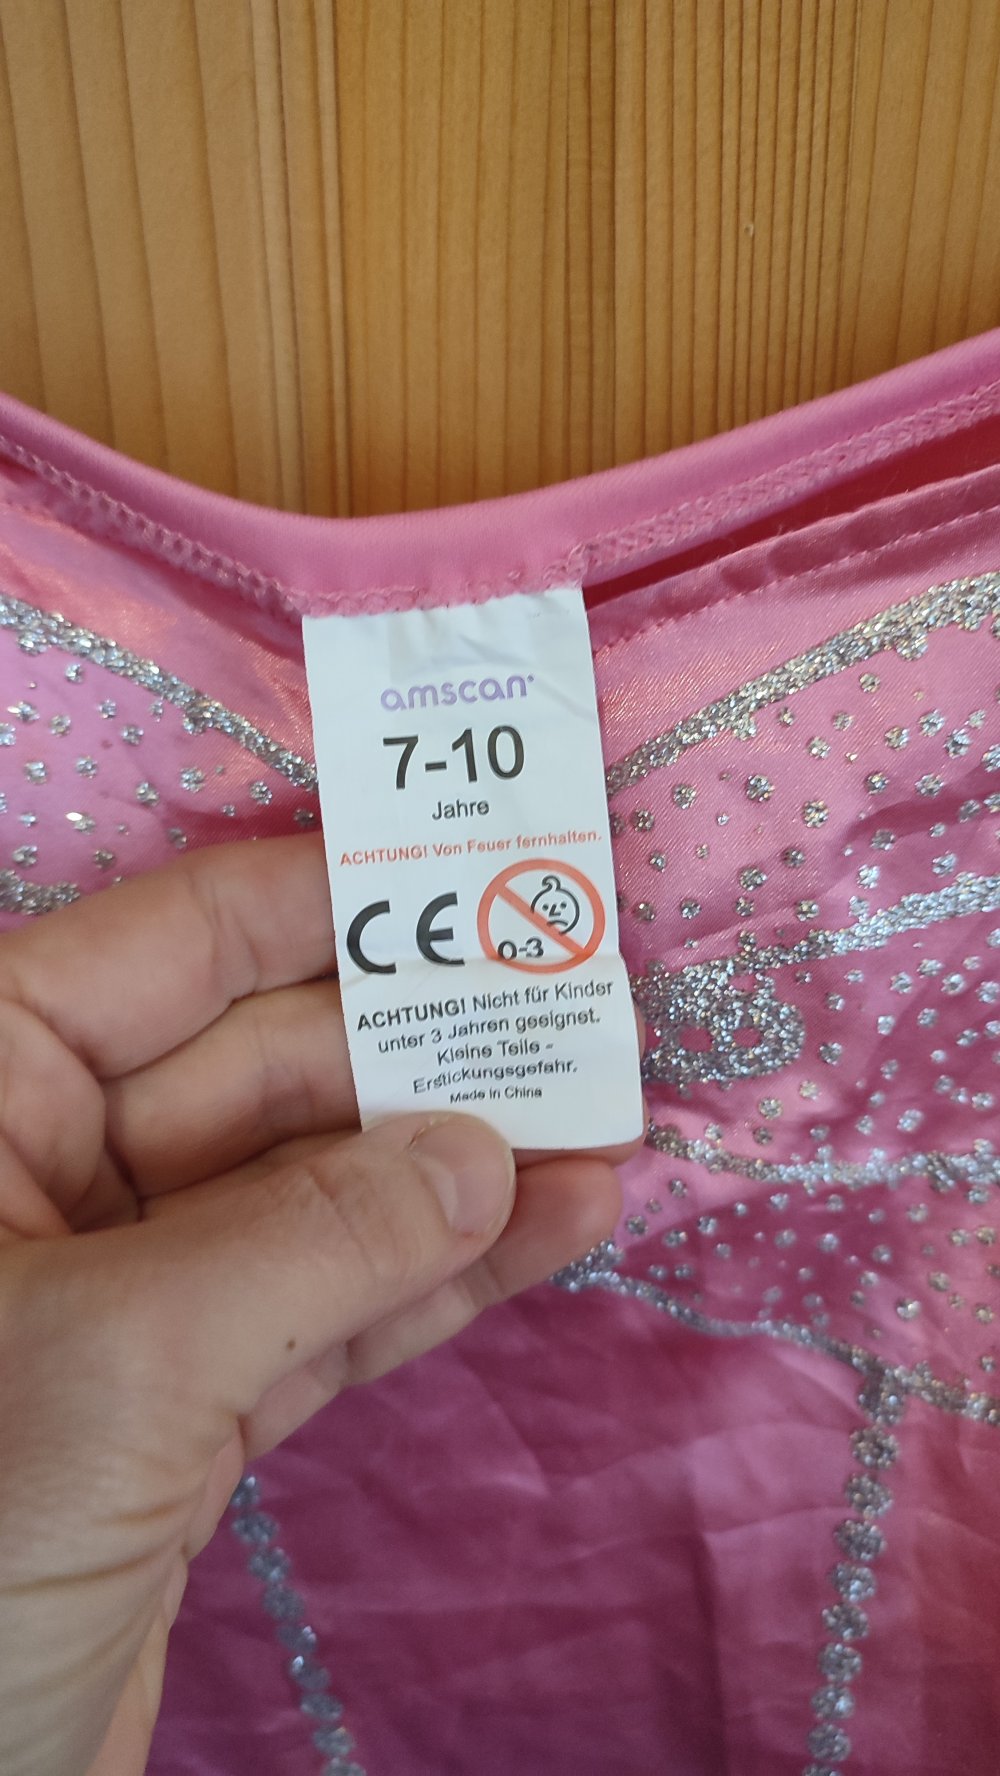 amscan
7-10
Jahre
ACHTUNG! Von Feuer fernhalten.
CE
0-3
ACHTUNG! Nicht für Kinder
unter 3 Jahren geeignet.
Kleine Teile -
Erstickungsgefahr.
Made in China
B